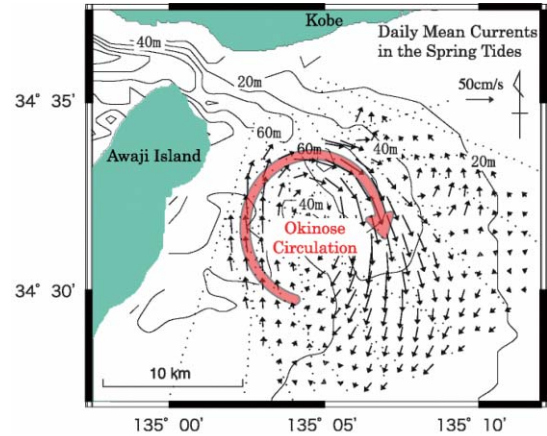 Kobe
Daily Mean Currents
in the Spring Tides
40m
20m
50cm/s
34° 35'
60m
60m
40m
20m
Awaji Island
40m
Okinose
Circulation
34° 30'
10 km
135° 00' 135° 05' 135° 10'